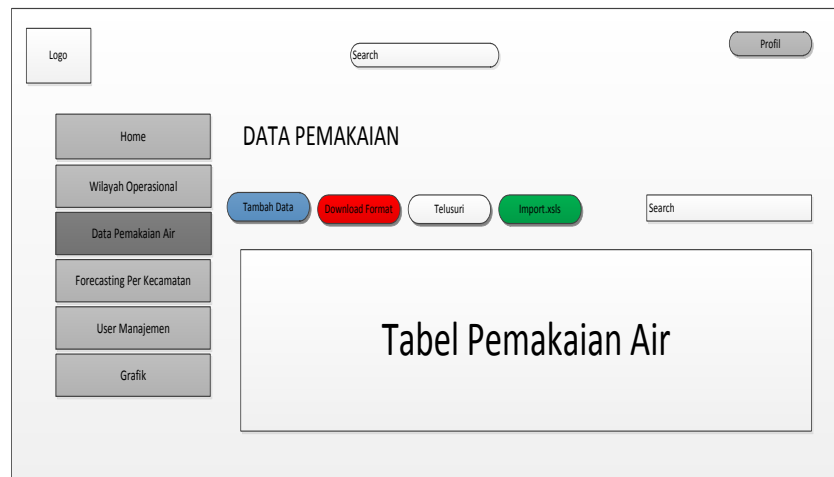 Logo
Search
Profil
Home
DATA PEMAKAIAN
Wilayah Operasional
Tambah Data
Download Format
Telusuri
Import.xsls
Search
Data Pemakaian Air
Forecasting Per Kecamatan
User Manajemen
Grafik
Tabel Pemakaian Air